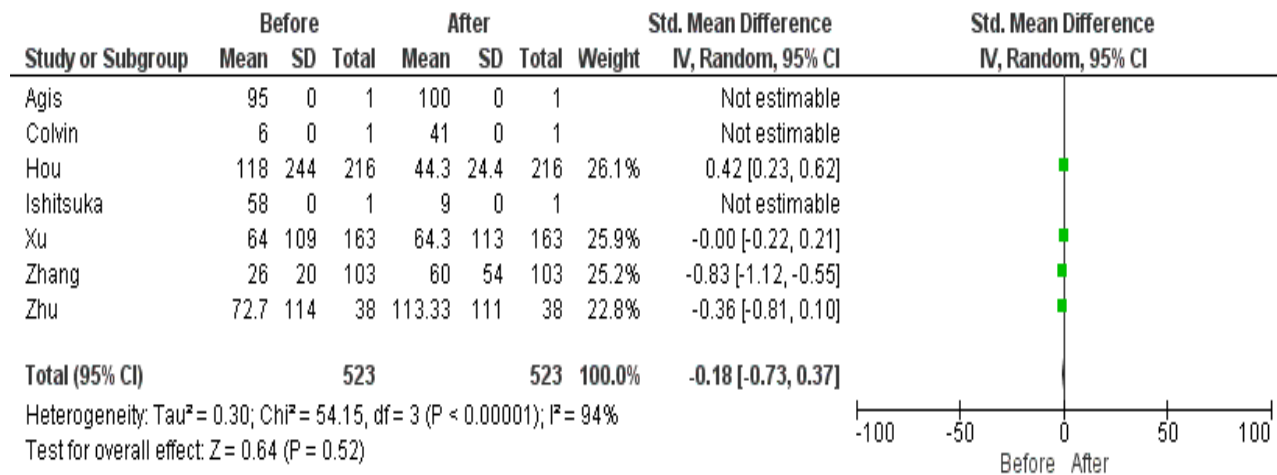 Before After Std. Mean Difference Std. Mean Difference
Study or Subgroup Mean SD Total Mean SD Total Weight IV, Random, 95% CI IV, Random, 95% CI
Agis 95 0 1 100 0 1 Not estimable
Colvin 6 0 1 41 0 1 Not estimable
Hou 118 244 216 44.3 24.4 216 26.1% 0.42 [0.23, 0.62]
Ishitsuka 58 0 1 9 0 1 Not estimable
Xu 64 109 163 64.3 113 163 25.9% -0.00 [-0.22, 0.21]
Zhang 26 20 103 60 54 103 25.2% -0.83 [-1.12, -0.55]
Zhu 72.7 114 38 113.33 111 38 22.8% -0.36 [-0.81, 0.10]
Total (95% CI) 523 523 100.0% -0.18 [-0.73, 0.37]
Heterogeneity: Tau² = 0.30; Chi² = 54.15, df = 3 (P < 0.00001); I² = 94%
Test for overall effect: Z = 0.64 (P = 0.52)
-100 -50 0 50 100
Before After